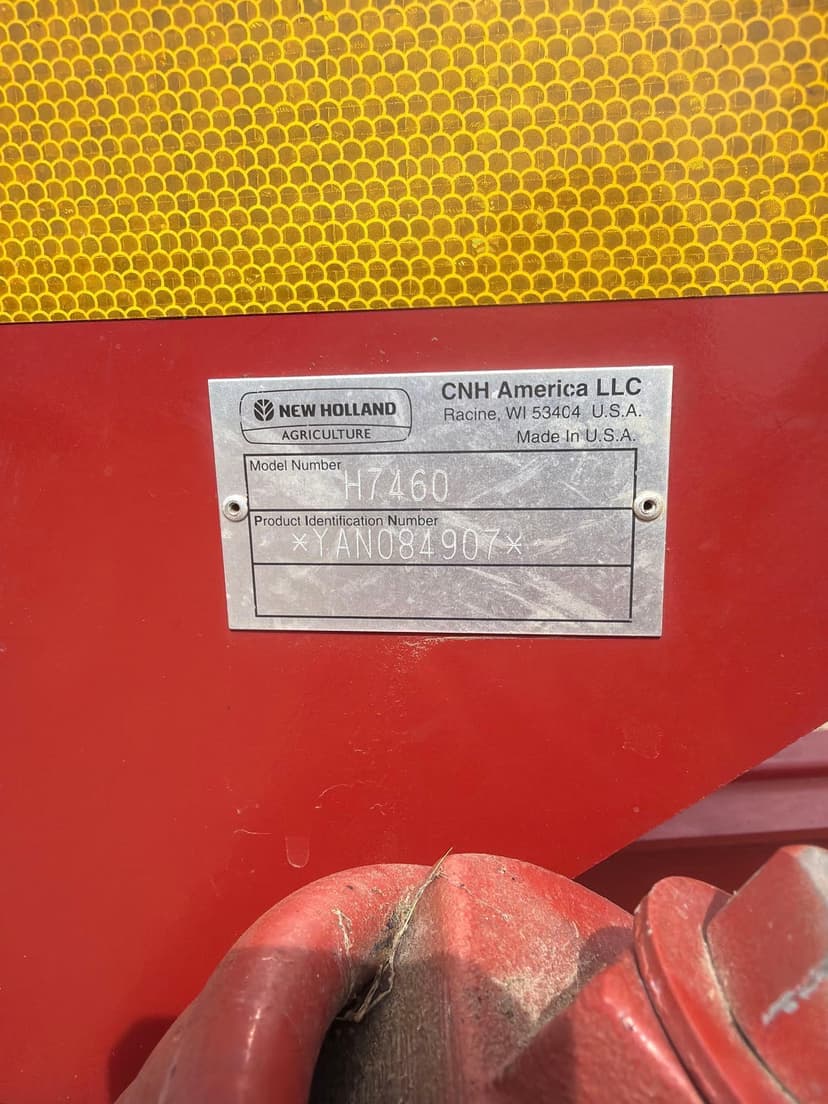 NEW HOLLAND
AGRICULTURE
CNH America LLC
Racine, WI 53404 U.S.A.
Made In U.S.A.
Model Number
H7460
Product Identification Number
*YAN084907*